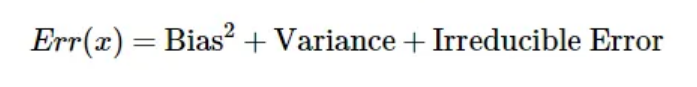 Err(x) = Bias² + Variance + Irreducible Error